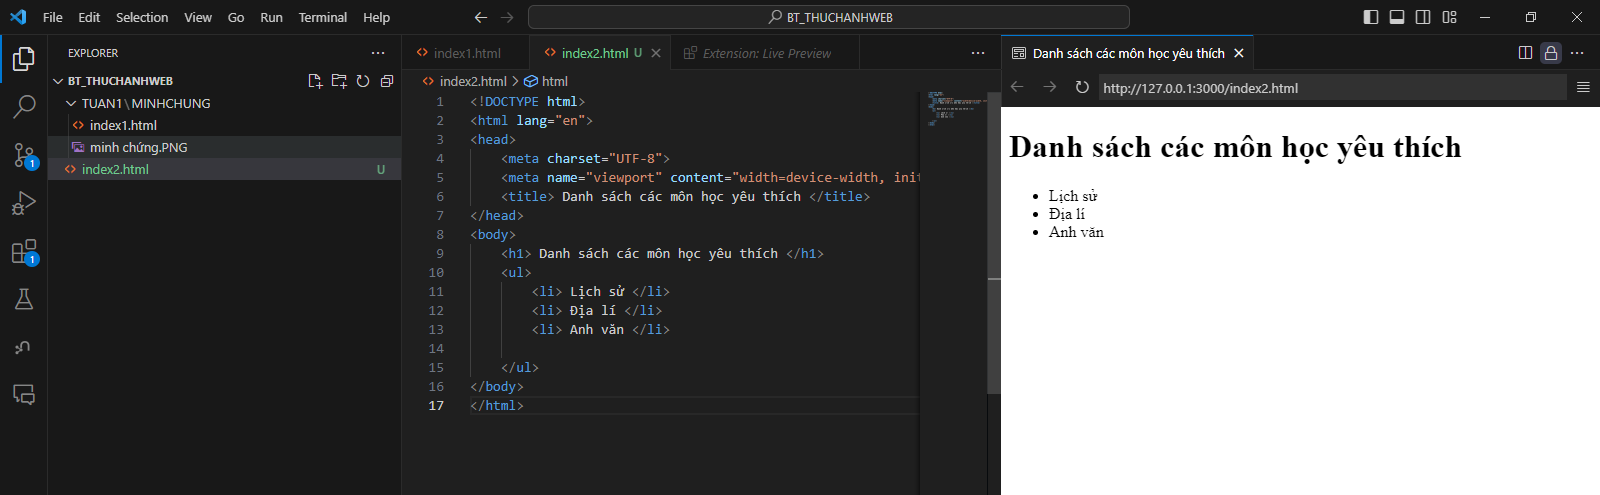 File Edit Selection View Go Run Terminal Help
BT_THUCHANHWEB
EXPLORER
BT_THUCHANHWEB
TUAN1 \ MINHCHUNG
index1.html
minh chứng.PNG
index2.html U
1
1
index1.html
index2.html U
Extension: Live Preview
index2.html > html
1 <!DOCTYPE html>
2 <html lang="en">
3 <head>
4 <meta charset="UTF-8">
5 <meta name="viewport" content="width=device-width, init
6 <title> Danh sách các môn học yêu thích </title>
7 </head>
8 <body>
9 <h1> Danh sách các môn học yêu thích </h1>
10 <ul>
11 <li> Lịch sử </li>
12 <li> Địa lí </li>
13 <li> Anh văn </li>
14
15 </ul>
16 </body>
17 </html>
Danh sách các môn học yêu thích
http://127.0.0.1:3000/index2.html
Danh sách các môn học yêu thích
• Lịch sử
• Địa lí
• Anh văn